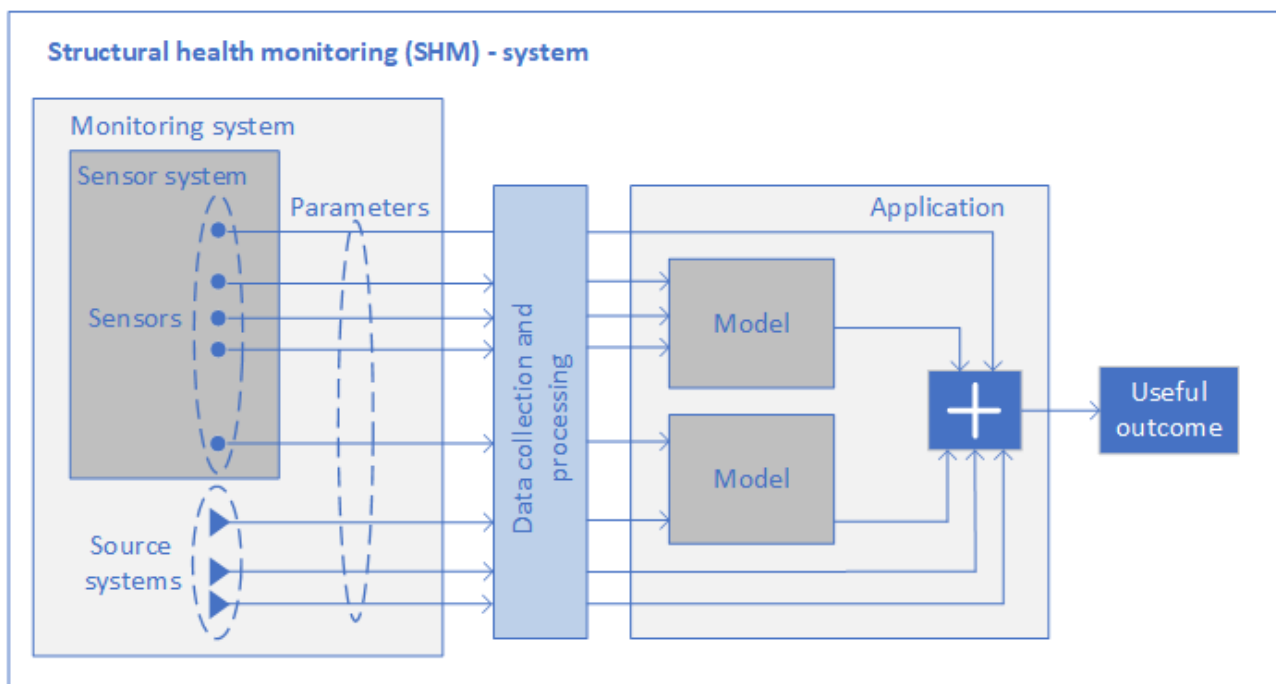 Structural health monitoring (SHM) - system
Monitoring system
Sensor system
Parameters
Sensors
Source
systems
Data collection and
processing
Application
Model
Model
Useful
outcome